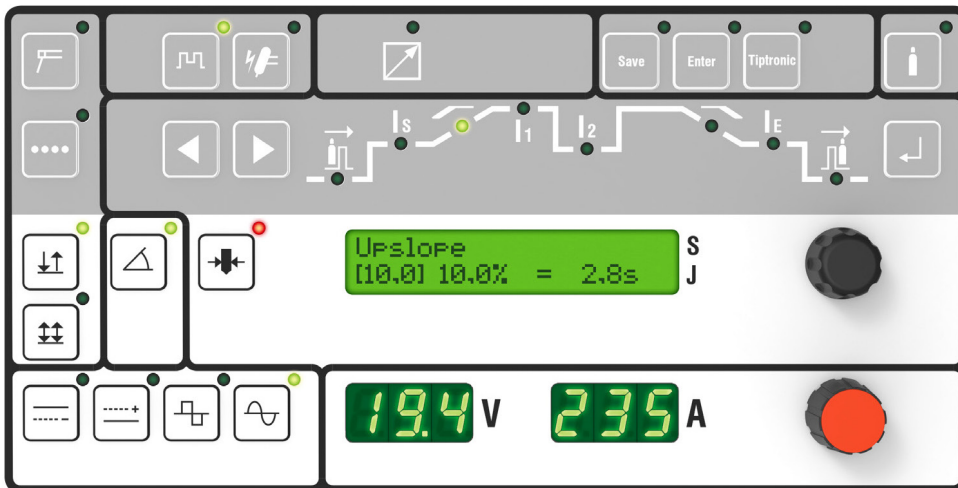 Save Enter Tiptronic
IS I1 I2 IE
Upslope S
[10.0] 10.0% = 2.8s J
19.4 V 235 A